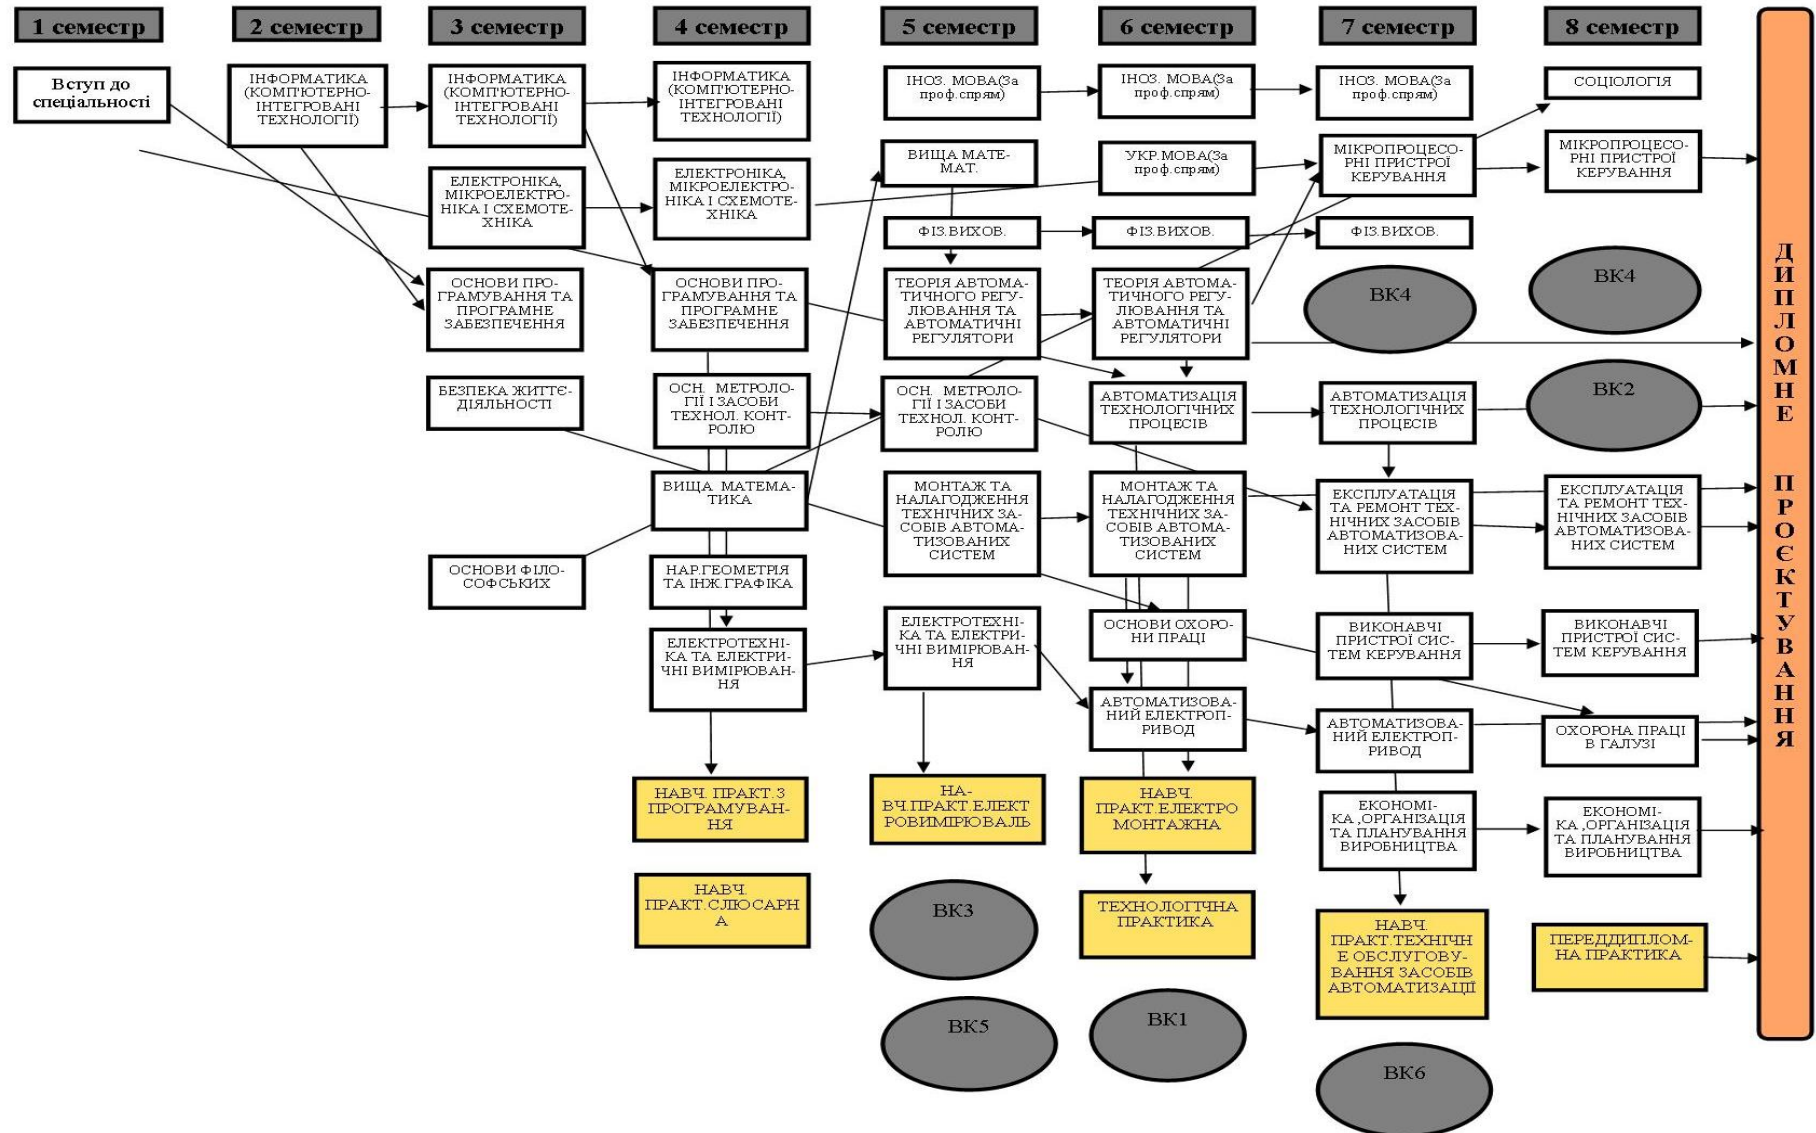 1 семестр
Вступ до
спеціальності
2 семестр
ІНФОРМАТИКА
(КОМП'ЮТЕРНО-
ІНТЕГРОВАНІ
ТЕХНОЛОГІЇ)
3 семестр
ІНФОРМАТИКА
(КОМП'ЮТЕРНО-
ІНТЕГРОВАНІ
ТЕХНОЛОГІЇ)
ЕЛЕКТРОНІКА,
МІКРОЕЛЕКТРО-
НІКА І СХЕМОТЕ-
ХНІКА
ОСНОВИ ПРО-
ГРАМУВАННЯ ТА
ПРОГРАМНЕ
ЗАБЕЗПЕЧЕННЯ
БЕЗПЕКА ЖИТТЄ-
ДІЯЛЬНОСТІ
ОСНОВИ ФІЛО-
СОФСЬКИХ
4 семестр
ІНФОРМАТИКА
(КОМП'ЮТЕРНО-
ІНТЕГРОВАНІ
ТЕХНОЛОГІЇ)
ЕЛЕКТРОНІКА,
МІКРОЕЛЕКТРО-
НІКА І СХЕМОТЕ-
ХНІКА
ОСНОВИ ПРО-
ГРАМУВАННЯ ТА
ПРОГРАМНЕ
ЗАБЕЗПЕЧЕННЯ
ОСН. МЕТРОЛО-
ГІЇ І ЗАСОБИ
ТЕХНОЛ. КОНТ-
РОЛЮ
ВИЩА МАТЕМА-
ТИКА
НАР.ГЕОМЕТРІЯ
ТА ІНЖ.ГРАФІКА
ЕЛЕКТРОТЕХНІ-
КА ТА ЕЛЕКТРИ-
ЧНІ ВИМІРЮВАН-
НЯ
НАВЧ. ПРАКТ.З
ПРОГРАМУВАН-
НЯ
НАВЧ.
ПРАКТ.СЛЮСАРН
А
5 семестр
ІНОЗ. МОВА(За
проф.спрям)
ВИЩА МАТЕ-
МАТ.
ФІЗ.ВИХОВ.
ТЕОРІЯ АВТОМА-
ТИЧНОГО РЕГУ-
ЛЮВАННЯ ТА
АВТОМАТИЧНІ
РЕГУЛЯТОРИ
ОСН. МЕТРОЛО-
ГІЇ І ЗАСОБИ
ТЕХНОЛ. КОНТ-
РОЛЮ
МОНТАЖ ТА
НАЛАГОДЖЕННЯ
ТЕХНІЧНИХ ЗА-
СОБІВ АВТОМА-
ТИЗОВАНИХ
СИСТЕМ
ЕЛЕКТРОТЕХНІ-
КА ТА ЕЛЕКТРИ-
ЧНІ ВИМІРЮВАН-
НЯ
НА-
ВЧ.ПРАКТ.ЕЛЕКТ
РОВИМІРЮВАЛЬ
ВК3
ВК5
6 семестр
ІНОЗ. МОВА(За
проф.спрям)
УКР.МОВА(За
проф.спрям)
ФІЗ.ВИХОВ.
ТЕОРІЯ АВТОМА-
ТИЧНОГО РЕГУ-
ЛЮВАННЯ ТА
АВТОМАТИЧНІ
РЕГУЛЯТОРИ
АВТОМАТИЗАЦІЯ
ТЕХНОЛОГІЧНИХ
ПРОЦЕСІВ
МОНТАЖ ТА
НАЛАГОДЖЕННЯ
ТЕХНІЧНИХ ЗА-
СОБІВ АВТОМА-
ТИЗОВАНИХ
СИСТЕМ
ОСНОВИ ОХОРО-
НИ ПРАЦІ
АВТОМАТИЗОВА-
НИЙ ЕЛЕКТРОП-
РИВОД
НАВЧ.
ПРАКТ.ЕЛЕКТРО
МОНТАЖНА
ТЕХНОЛОГІЧНА
ПРАКТИКА
ВК1
7 семестр
ІНОЗ. МОВА(За
проф.спрям)
МІКРОПРОЦЕСО-
РНІ ПРИСТРОЇ
КЕРУВАННЯ
ФІЗ.ВИХОВ.
ВК4
АВТОМАТИЗАЦІЯ
ТЕХНОЛОГІЧНИХ
ПРОЦЕСІВ
ЕКСПЛУАТАЦІЯ
ТА РЕМОНТ ТЕХ-
НІЧНИХ ЗАСОБІВ
АВТОМАТИЗОВА-
НИХ СИСТЕМ
ВИКОНАВЧІ
ПРИСТРОЇ СИС-
ТЕМ КЕРУВАННЯ
АВТОМАТИЗОВА-
НИЙ ЕЛЕКТРОП-
РИВОД
ЕКОНОМІ-
КА ,ОРГАНІЗАЦІЯ
ТА ПЛАНУВАННЯ
ВИРОБНИЦТВА
НАВЧ.
ПРАКТ.ТЕХНІЧН
Е ОБСЛУГОВУ-
ВАННЯ ЗАСОБІВ
АВТОМАТИЗАЦІЇ
ВК6
8 семестр
СОЦІОЛОГІЯ
МІКРОПРОЦЕСО-
РНІ ПРИСТРОЇ
КЕРУВАННЯ
ВК4
ВК2
ЕКСПЛУАТАЦІЯ
ТА РЕМОНТ ТЕХ-
НІЧНИХ ЗАСОБІВ
АВТОМАТИЗОВА-
НИХ СИСТЕМ
ВИКОНАВЧІ
ПРИСТРОЇ СИС-
ТЕМ КЕРУВАННЯ
ОХОРОНА ПРАЦІ
В ГАЛУЗІ
ЕКОНОМІ-
КА ,ОРГАНІЗАЦІЯ
ТА ПЛАНУВАННЯ
ВИРОБНИЦТВА
ПЕРЕДДИПЛОМ-
НА ПРАКТИКА
ДИПЛОМНЕ ПРОЄКТУВАННЯ